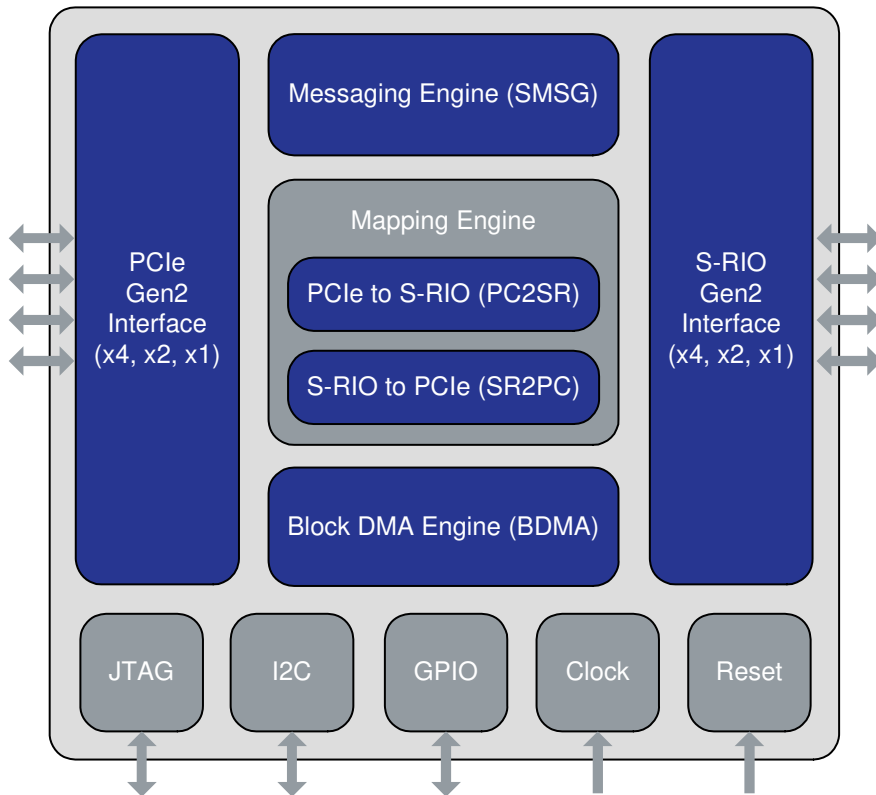 Messaging Engine (SMSG)
Mapping Engine
PCIe to S-RIO (PC2SR)
S-RIO to PCIe (SR2PC)
Block DMA Engine (BDMA)
PCIe
Gen2
Interface
(x4, x2, x1)
S-RIO
Gen2
Interface
(x4, x2, x1)
JTAG
I2C
GPIO
Clock
Reset